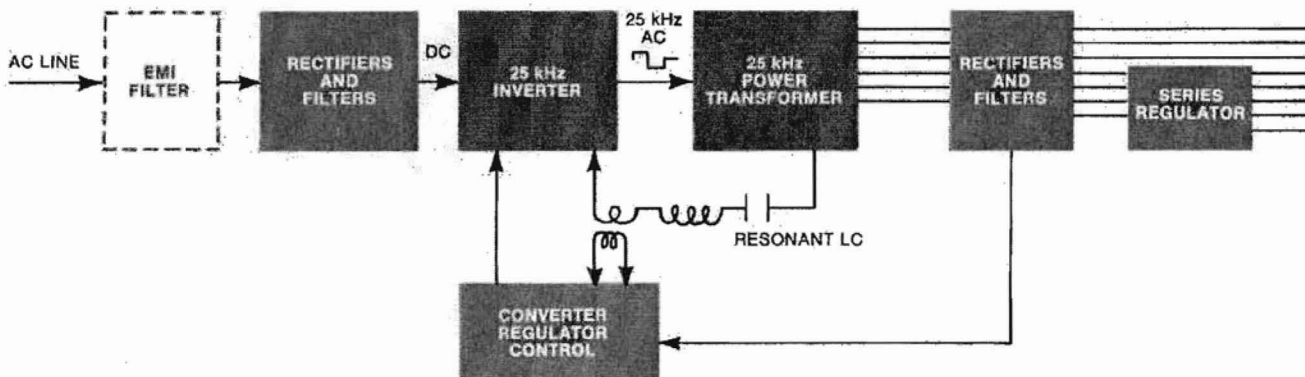 AC LINE
EMI
FILTER
RECTIFIERS
AND
FILTERS
DC
25 kHz
INVERTER
25 kHz
AC
25 kHz
POWER
TRANSFORMER
RECTIFIERS
AND
FILTERS
SERIES
REGULATOR
RESONANT LC
CONVERTER
REGULATOR
CONTROL